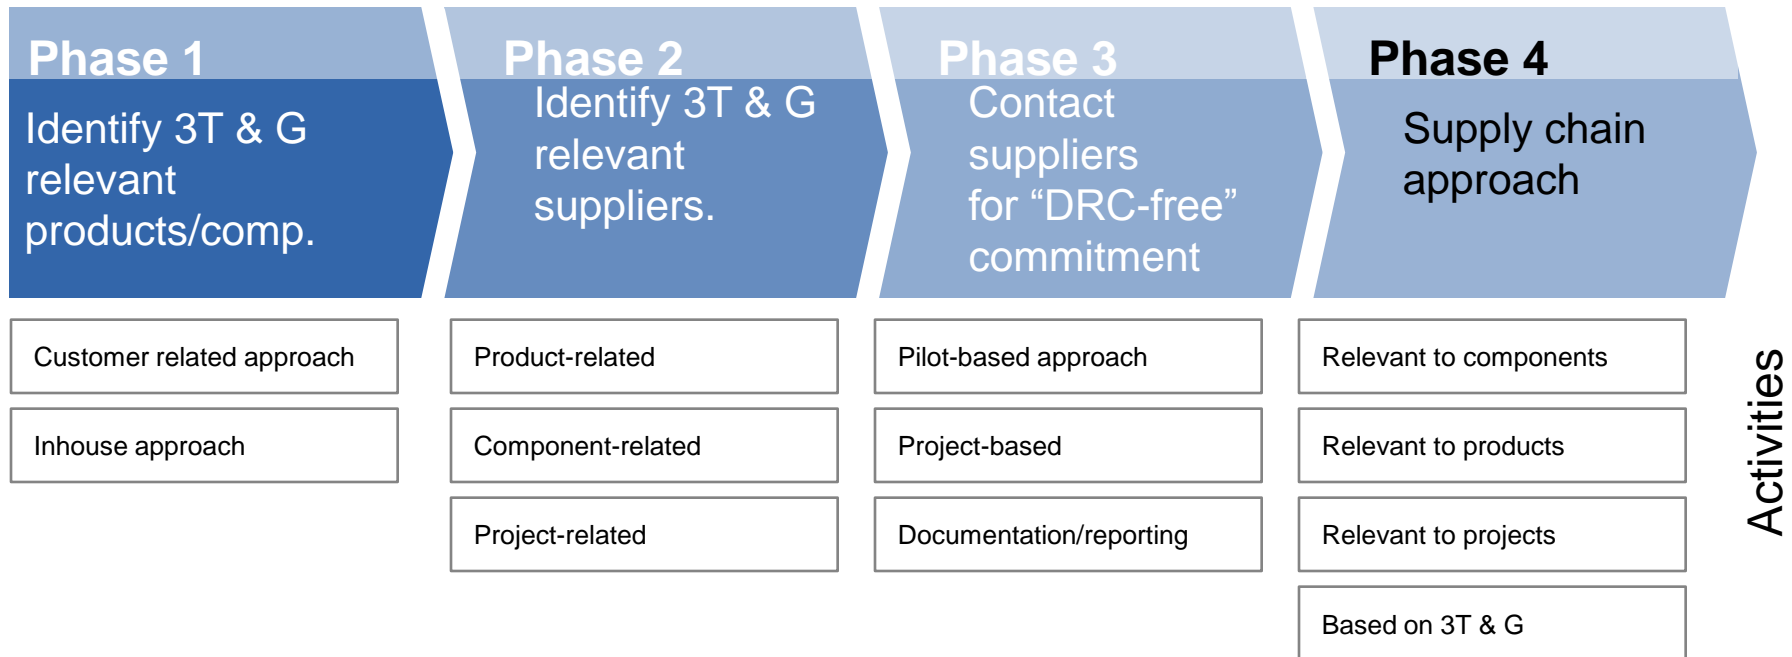 Phase 1
Identify 3T & G
relevant
products/comp.
Phase 2
Identify 3T & G
relevant
suppliers.
Phase 3
Contact
suppliers
for “DRC-free”
commitment
Phase 4
Supply chain
approach
Customer related approach
Inhouse approach
Product-related
Component-related
Project-related
Pilot-based approach
Project-based
Documentation/reporting
Relevant to components
Relevant to products
Relevant to projects
Based on 3T & G
Activities